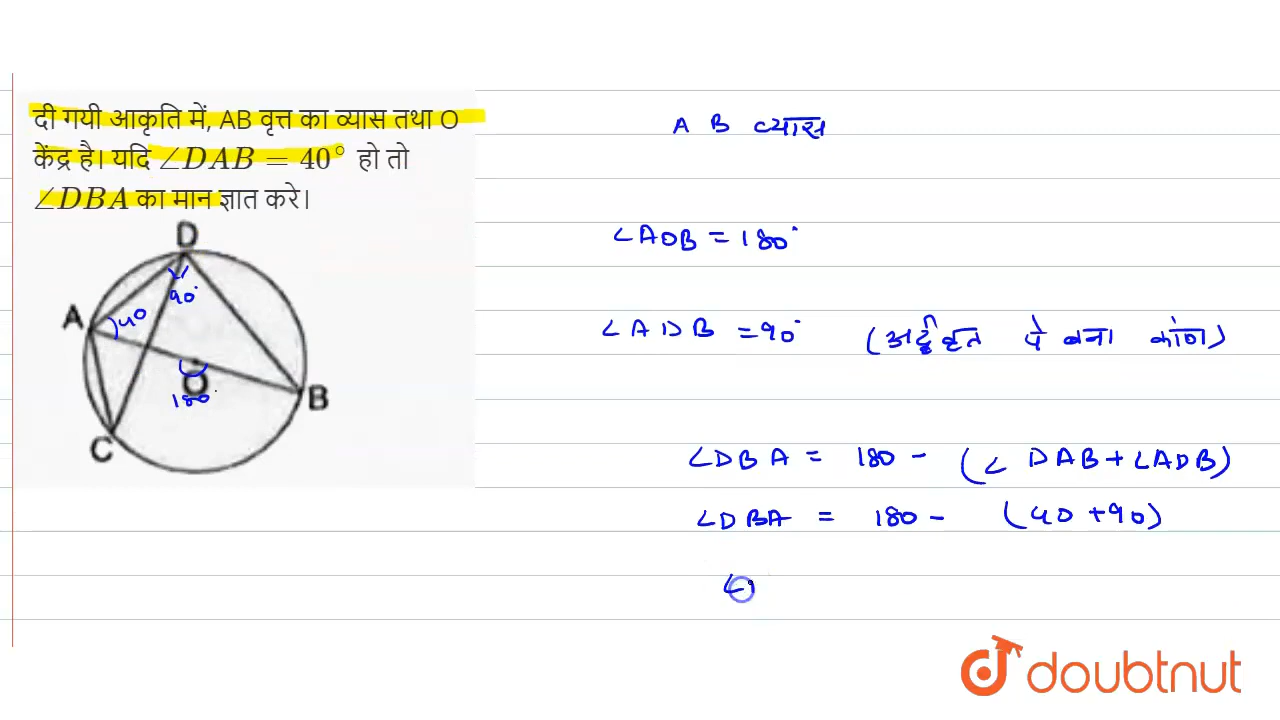 दी गयी आकृति में, AB वृत्त का व्यास तथा O
केंद्र है। यदि ∠DAB = 40° हो तो
∠DBA का मान ज्ञात करे।
D
90°
A
40
O
180°
B
C
A B व्यास
∠AOB = 180°
∠ADB = 90° (अर्द्धवृत पे बना कोण)
∠DBA = 180 - (∠DAB + ∠ADB)
∠DBA = 180 - (40 + 90)
∠
doubtnut